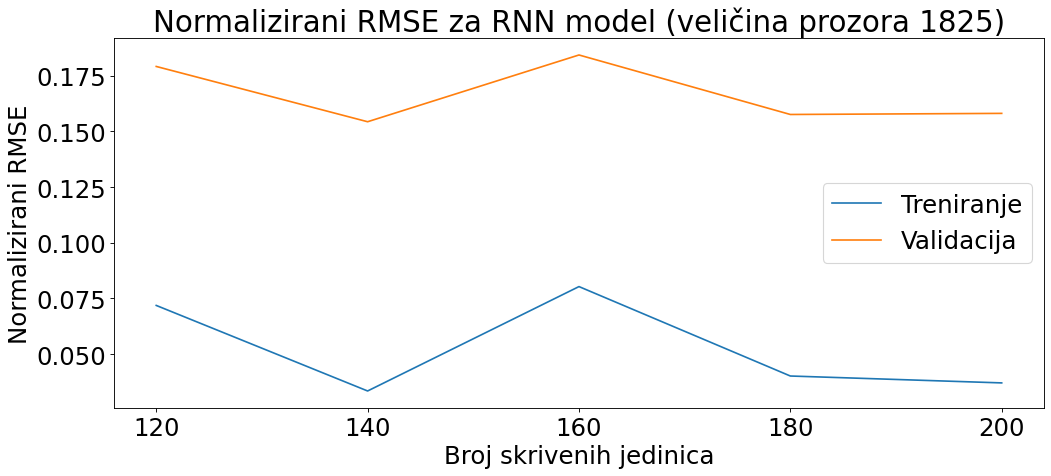 Normalizirani RMSE za RNN model (veličina prozora 1825)
Normalizirani RMSE
0.175
0.150
0.125
0.100
0.075
0.050
Treniranje
Validacija
120 140 160 180 200
Broj skrivenih jedinica